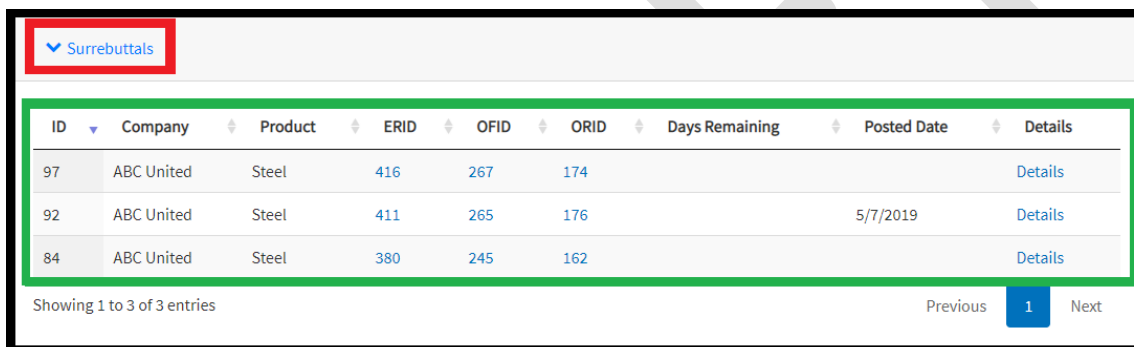 Surrebuttals
ID Company Product ERID OFID ORID Days Remaining Posted Date Details
97 ABC United Steel 416 267 174 Details
92 ABC United Steel 411 265 176 5/7/2019 Details
84 ABC United Steel 380 245 162 Details
Showing 1 to 3 of 3 entries Previous 1 Next